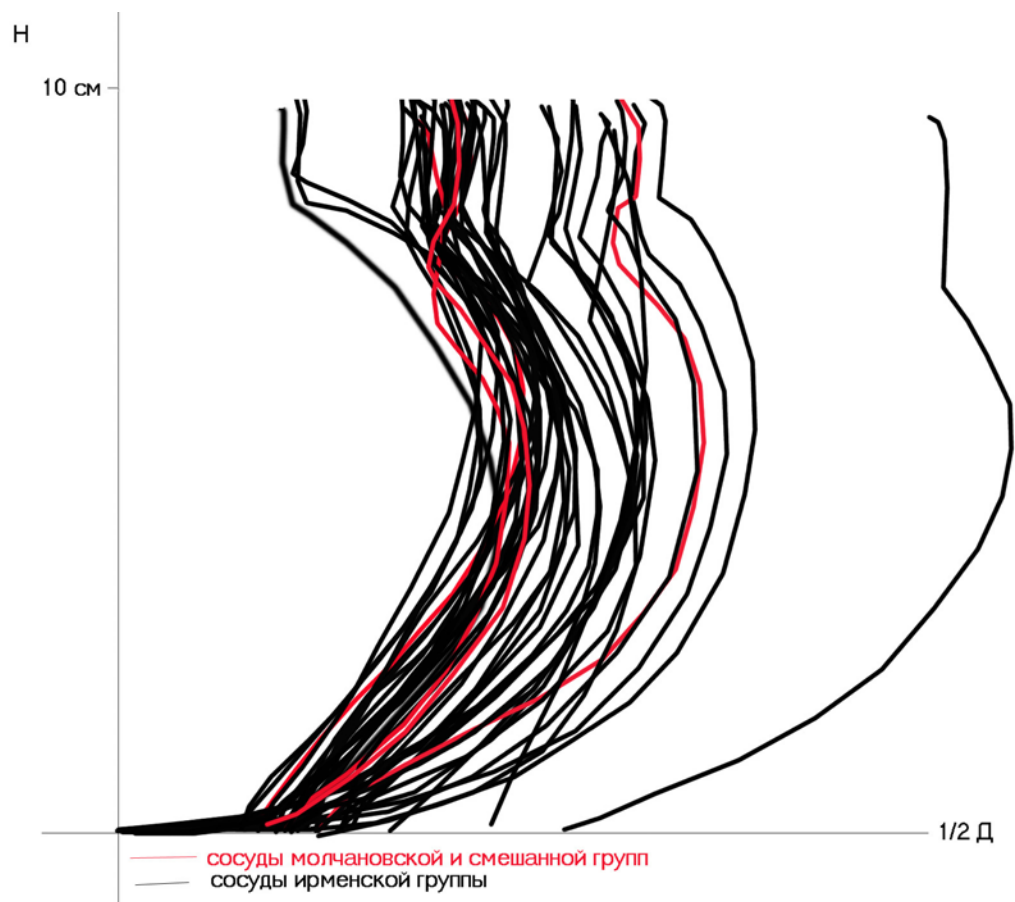 Н
10 см
1/2 Д
сосуды молчановской и смешанной групп
сосуды ирменской группы